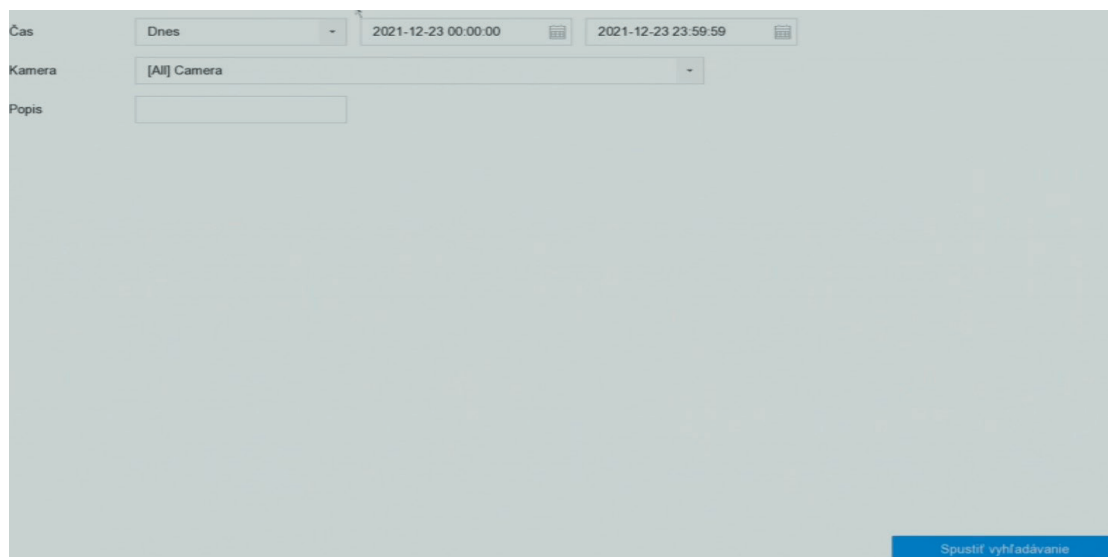 Čas Dnes 2021-12-23 00:00:00 2021-12-23 23:59:59
Kamera [All] Camera
Popis
Spustiť vyhľadávanie